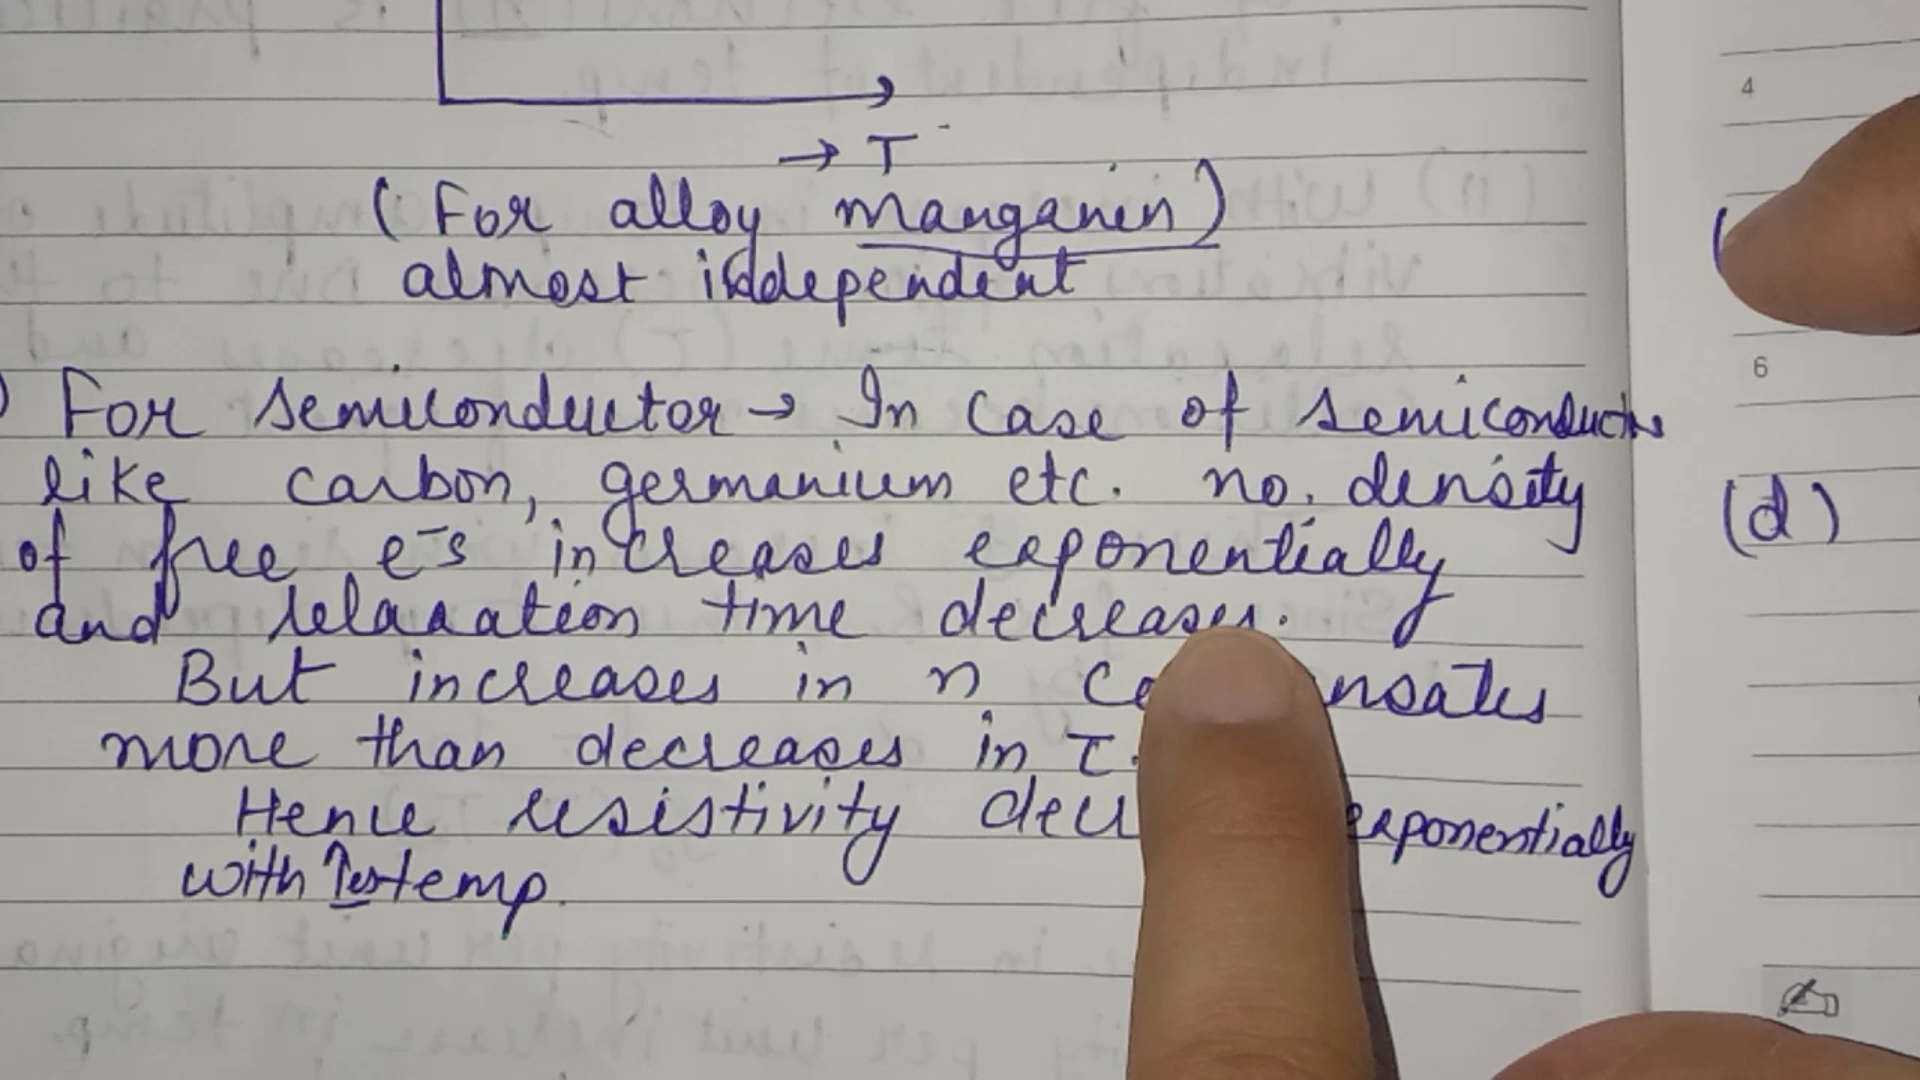 → T
(For alloy manganin)
almost independent
For semiconductor → In case of semiconductors
like carbon, germanium etc. no. density
of free e⁻s increases exponentially
and relaxation time decreases.
But increases in n
more than decreases in τ.
Hence resistivity exponentially
with temp.
4
6
(d)